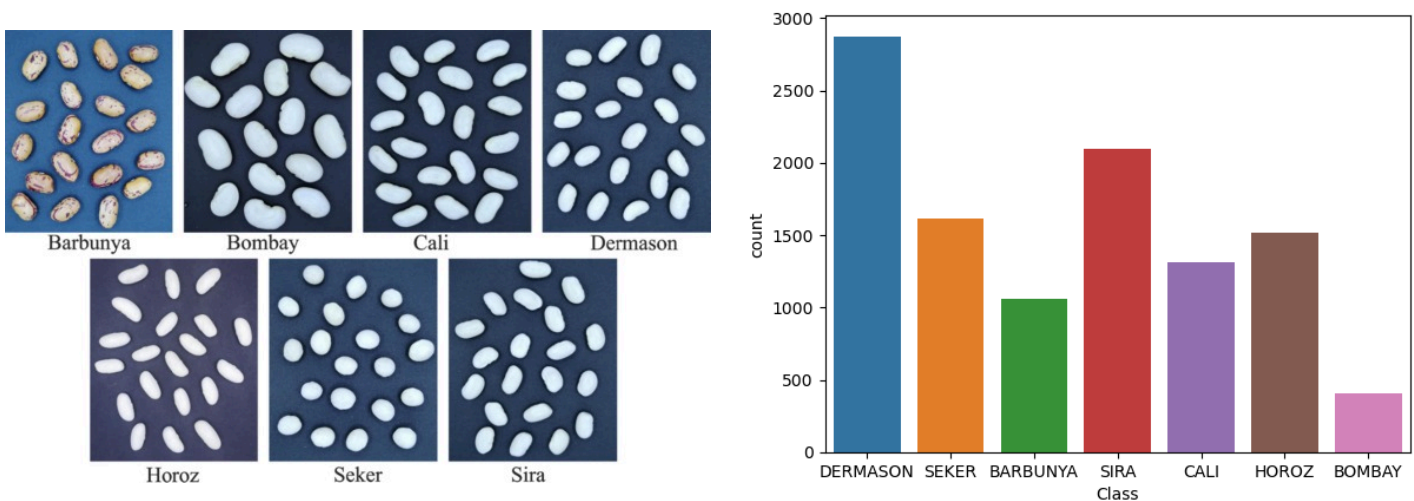 Barbunya
Bombay
Cali
Dermason
Horoz
Seker
Sira
3000
2500
2000
1500
1000
500
0
count
DERMASON
SEKER
BARBUNYA
SIRA
CALI
HOROZ
BOMBAY
Class